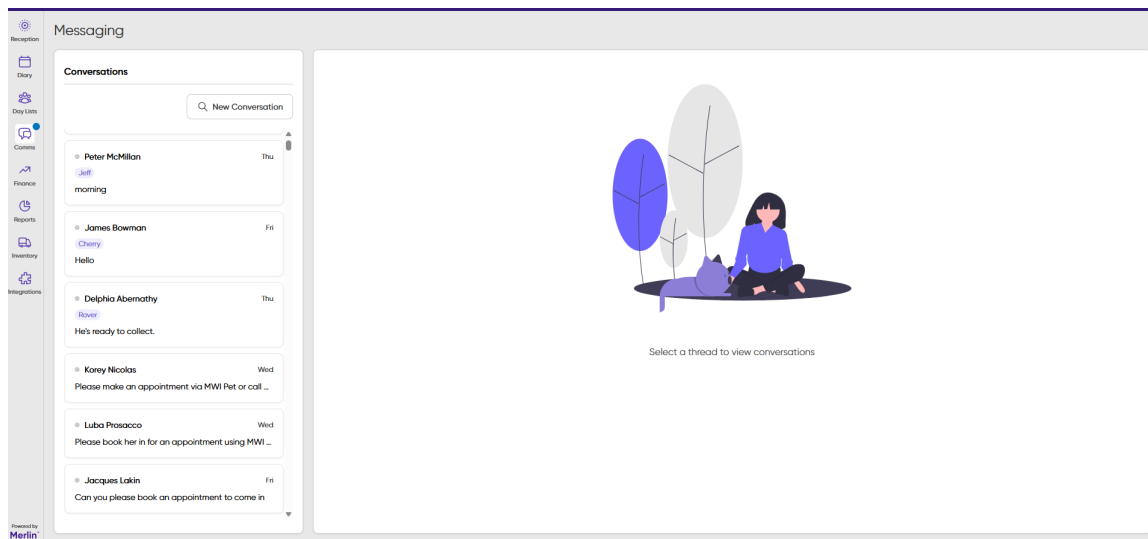 Messaging
Reception
Diary
Day Lists
Comms
Finance
Reports
Inventory
Integrations
Powered by
Merlin
Conversations
New Conversation
Peter McMillan Thu
Jeff
morning
James Bowman Fri
Cherry
Hello
Delphia Abernathy Thu
Rover
He's ready to collect.
Korey Nicolas Wed
Please make an appointment via MWI Pet or call ...
Luba Prosacco Wed
Please book her in for an appointment using MWI ...
Jacques Lakin Fri
Can you please book an appointment to come in
Select a thread to view conversations